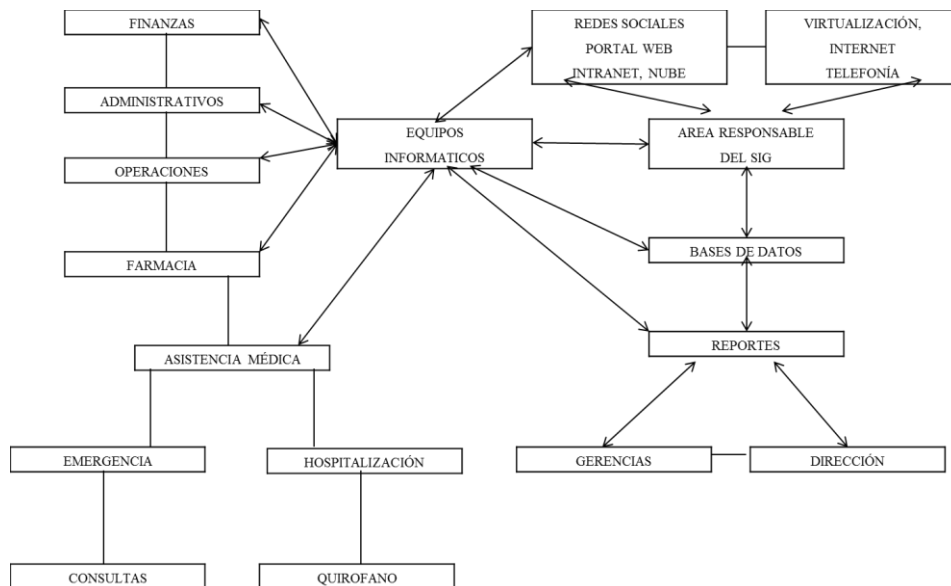 FINANZAS
REDES SOCIALES
PORTAL WEB
INTRANET, NUBE
VIRTUALIZACIÓN,
INTERNET
TELEFONÍA
ADMINISTRATIVOS
EQUIPOS
INFORMATICOS
AREA RESPONSABLE
DEL SIG
OPERACIONES
FARMACIA
BASES DE DATOS
ASISTENCIA MÉDICA
REPORTES
EMERGENCIA
HOSPITALIZACIÓN
GERENCIAS
DIRECCIÓN
CONSULTAS
QUIROFANO